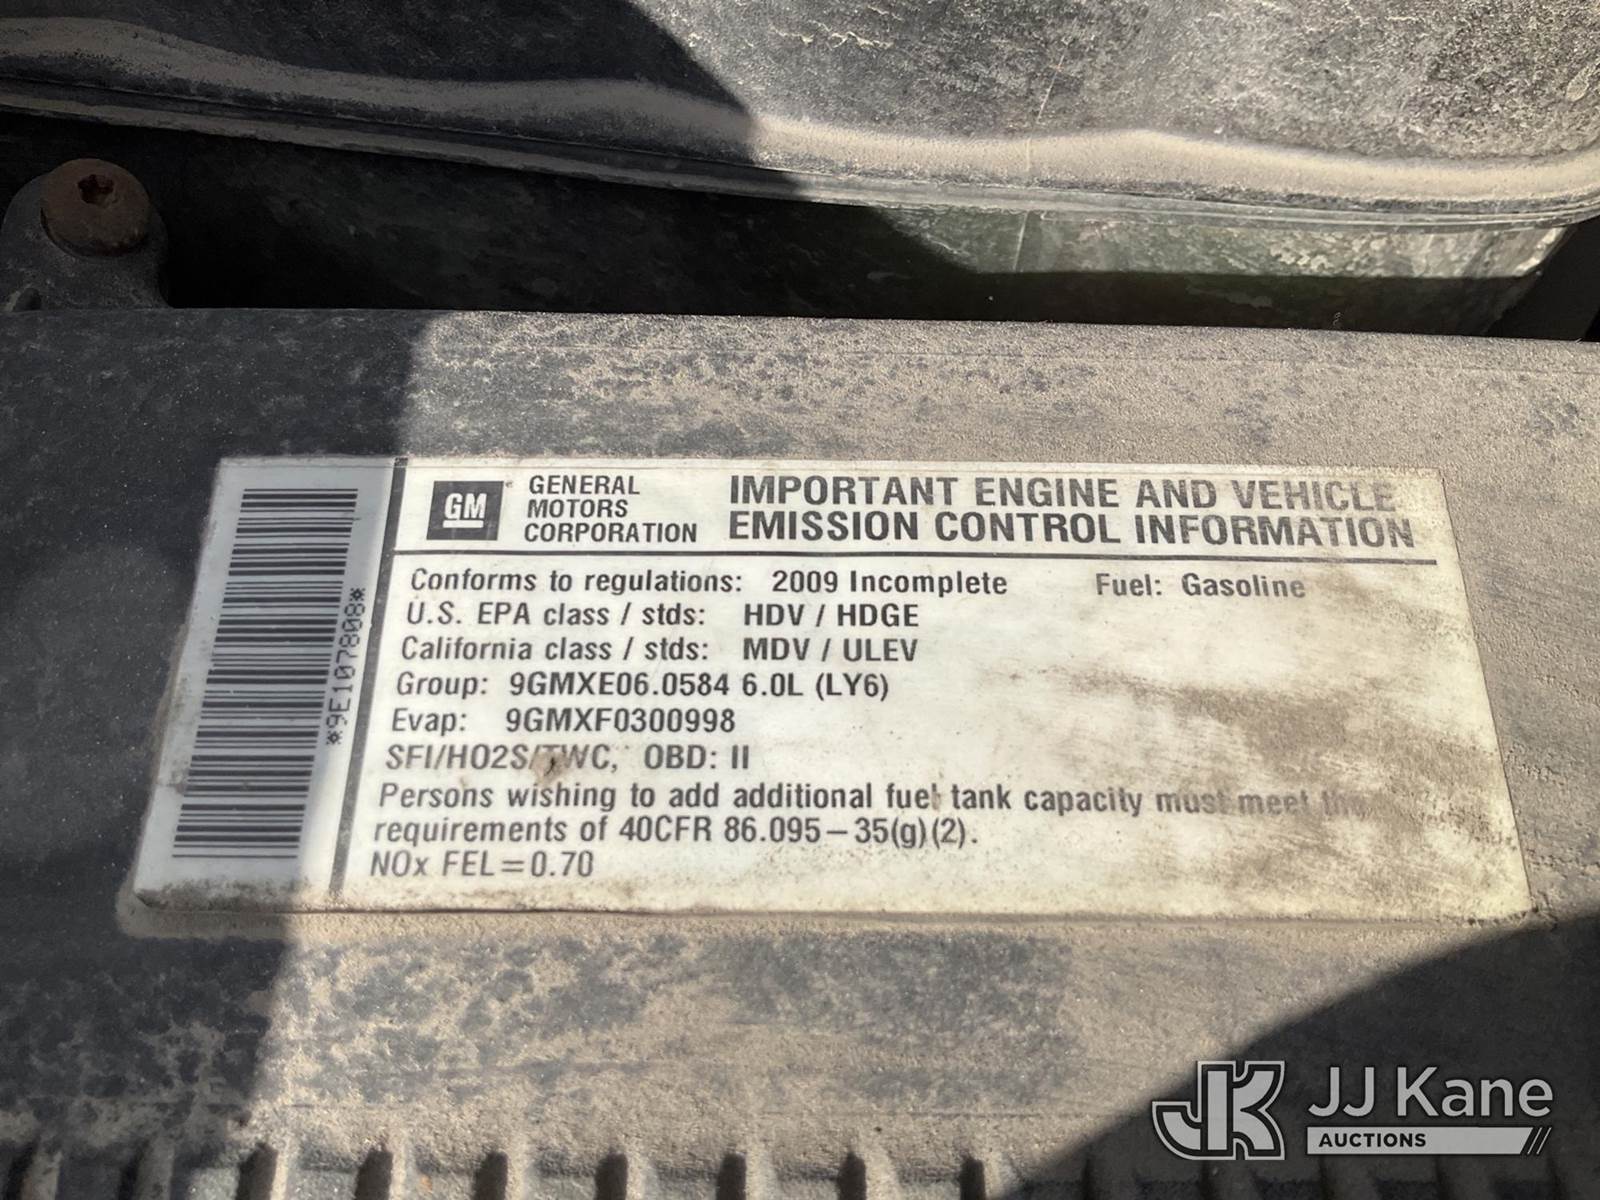 GM
GENERAL
MOTORS
CORPORATION
IMPORTANT ENGINE AND VEHICLE
EMISSION CONTROL INFORMATION
Conforms to regulations: 2009 Incomplete Fuel: Gasoline
U.S. EPA class / stds: HDV / HDGE
California class / stds: MDV / ULEV
Group: 9GMXE06.0584 6.0L (LY6)
Evap: 9GMXF0300998
SFI/HO2S/TWC, OBD: II
Persons wishing to add additional fuel tank capacity must meet the
requirements of 40CFR 86.095-35(g)(2).
NOx FEL=0.70
*9E107808*
JK JJ Kane
AUCTIONS